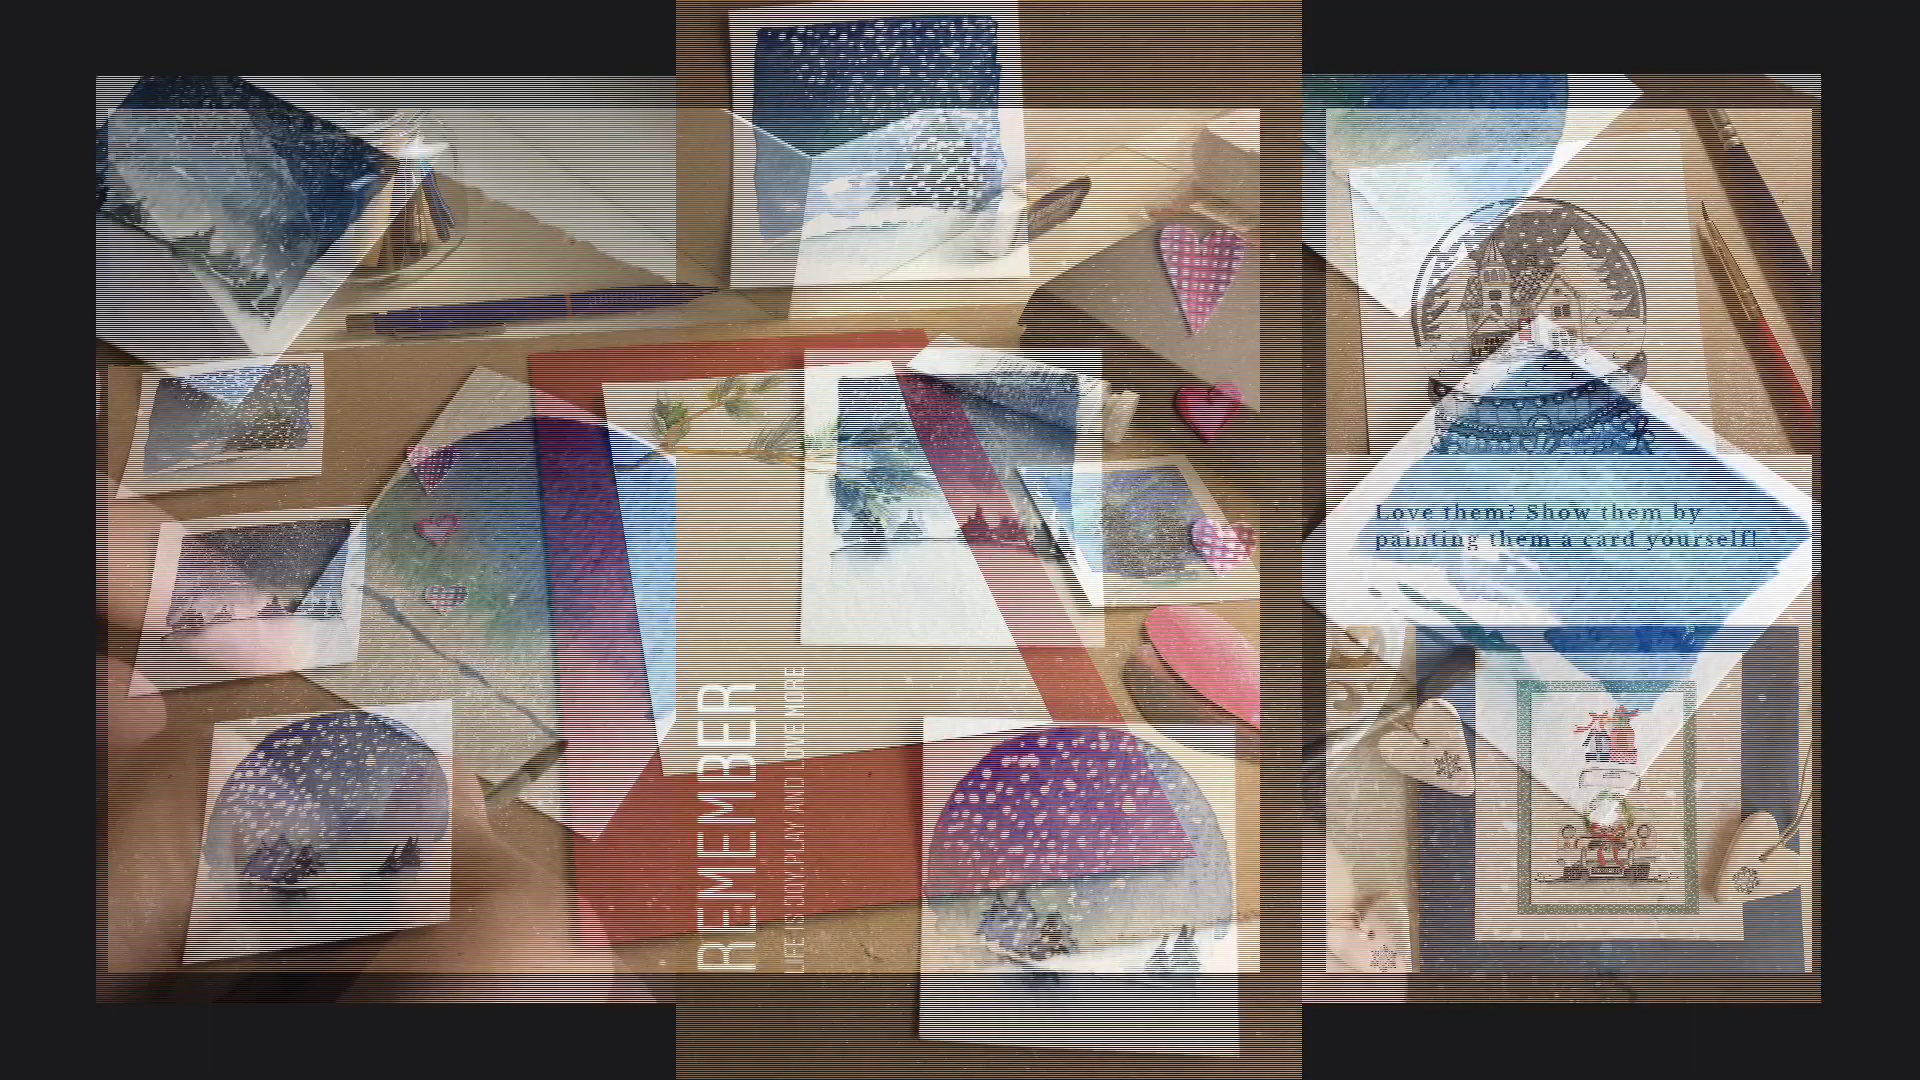 REMEMBER
LIFE IS JOY, PLAY AND LOVE MORE
Love them? Show them by
painting them a card yourself!